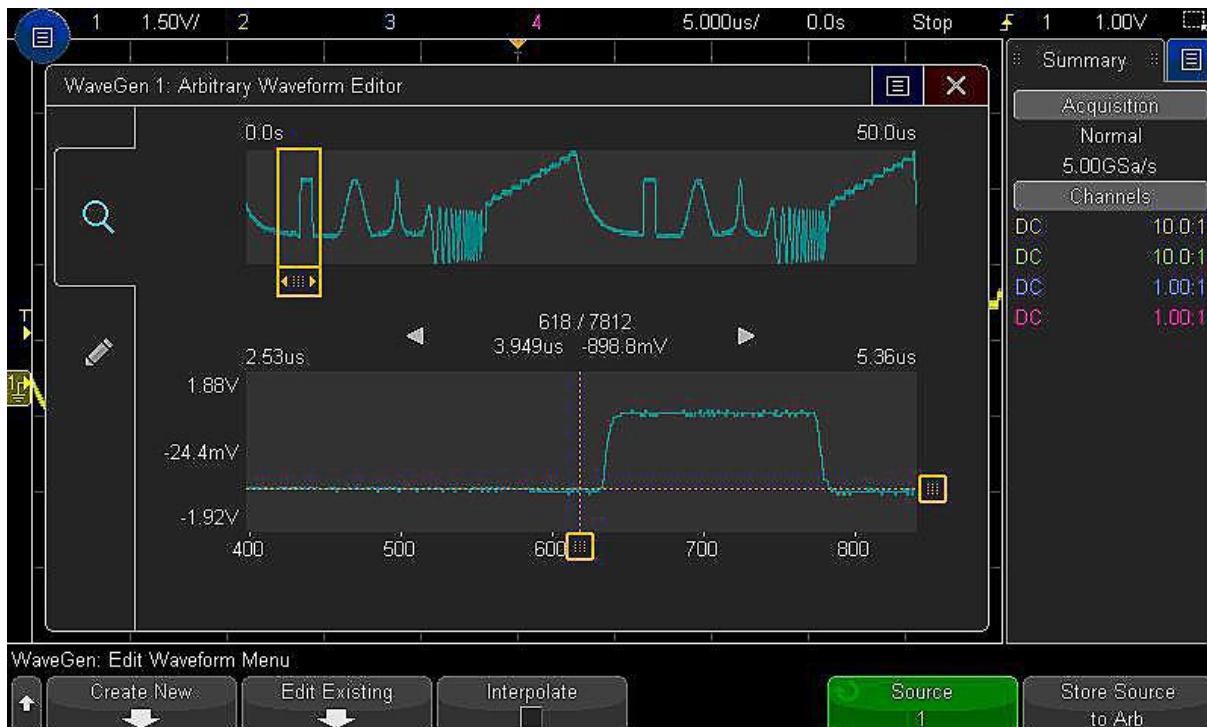 1 1.50V/ 2 3 4 5.000us/ 0.0s Stop 1 1.00V
Summary
WaveGen 1: Arbitrary Waveform Editor
Acquisition
Normal
5.00GSa/s
Channels
DC 10.0:1
DC 10.0:1
DC 1.00:1
DC 1.00:1
0.0s 50.0us
T
1
618 / 7812
3.949us -898.8mV
2.53us 5.36us
1.88V
-24.4mV
-1.92V
400 500 600 700 800
WaveGen: Edit Waveform Menu
Create New Edit Existing Interpolate Source Store Source
1 to Arb